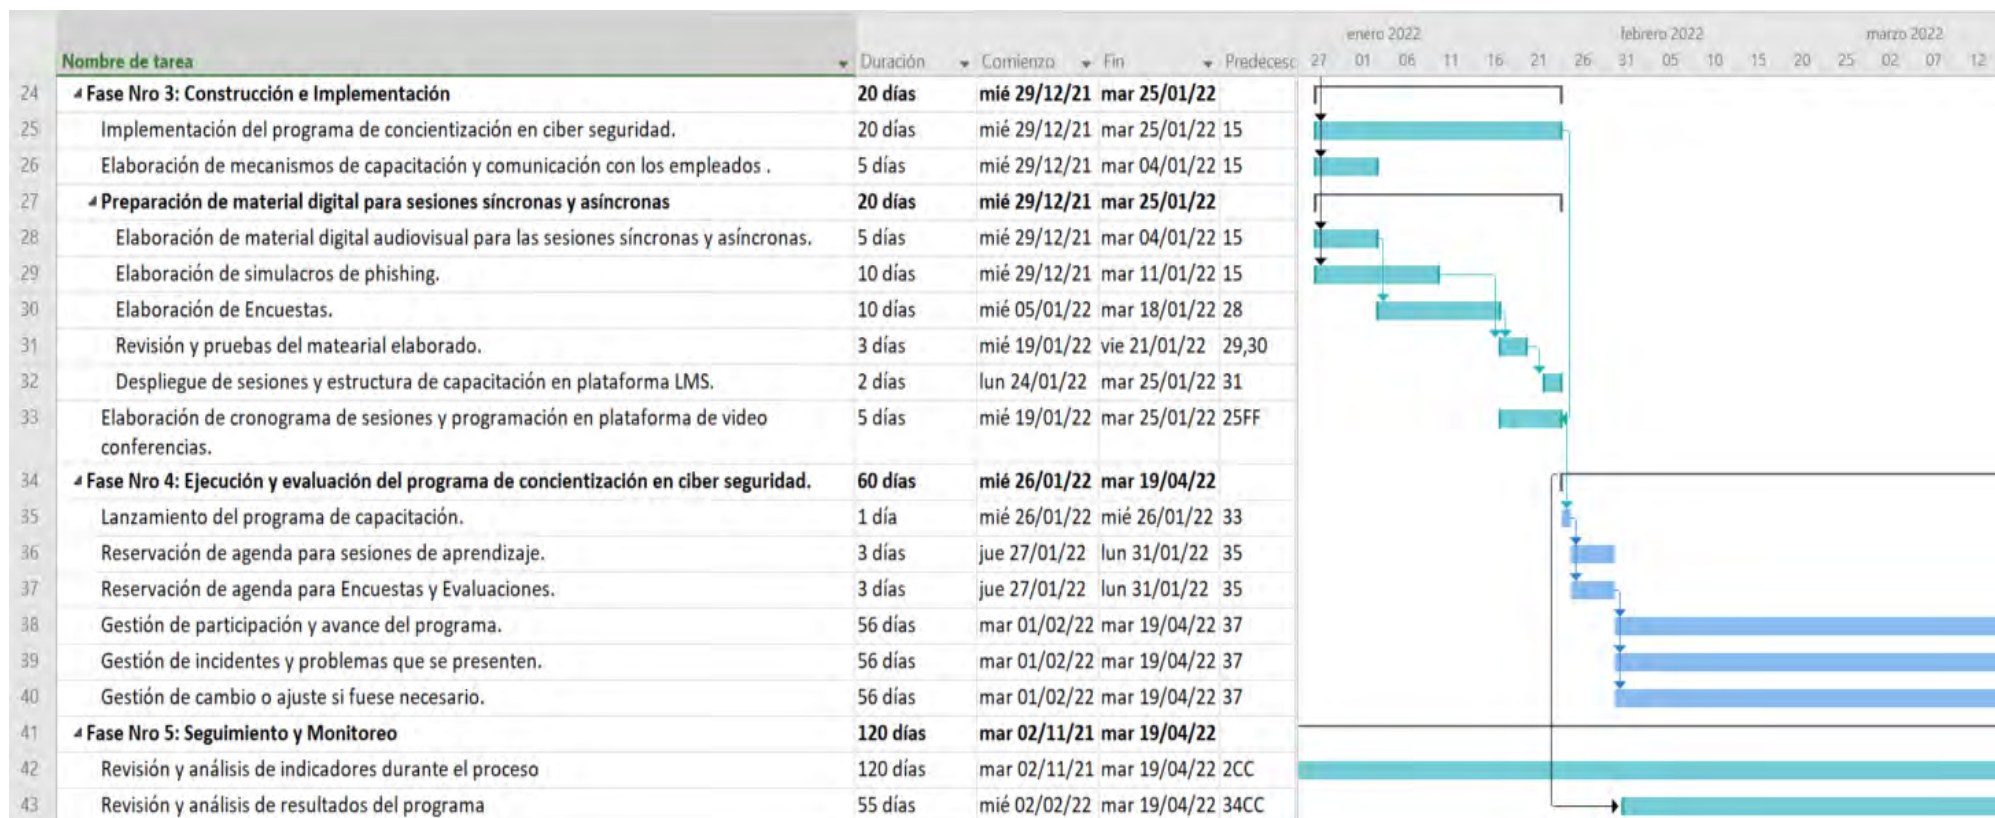 enero 2022 febrero 2022 marzo 2022
Nombre de tarea Duración Comienzo Fin Predecesc 27 01 06 11 16 21 26 31 05 10 15 20 25 02 07 12
24 Fase Nro 3: Construcción e Implementación 20 días mié 29/12/21 mar 25/01/22
25 Implementación del programa de concientización en ciber seguridad. 20 días mié 29/12/21 mar 25/01/22 15
26 Elaboración de mecanismos de capacitación y comunicación con los empleados . 5 días mié 29/12/21 mar 04/01/22 15
27 Preparación de material digital para sesiones síncronas y asíncronas 20 días mié 29/12/21 mar 25/01/22
28 Elaboración de material digital audiovisual para las sesiones síncronas y asíncronas. 5 días mié 29/12/21 mar 04/01/22 15
29 Elaboración de simulacros de phishing. 10 días mié 29/12/21 mar 11/01/22 15
30 Elaboración de Encuestas. 10 días mié 05/01/22 mar 18/01/22 28
31 Revisión y pruebas del matearial elaborado. 3 días mié 19/01/22 vie 21/01/22 29,30
32 Despliegue de sesiones y estructura de capacitación en plataforma LMS. 2 días lun 24/01/22 mar 25/01/22 31
33 Elaboración de cronograma de sesiones y programación en plataforma de video 5 días mié 19/01/22 mar 25/01/22 25FF
conferencias.
34 Fase Nro 4: Ejecución y evaluación del programa de concientización en ciber seguridad. 60 días mié 26/01/22 mar 19/04/22
35 Lanzamiento del programa de capacitación. 1 día mié 26/01/22 mié 26/01/22 33
36 Reservación de agenda para sesiones de aprendizaje. 3 días jue 27/01/22 lun 31/01/22 35
37 Reservación de agenda para Encuestas y Evaluaciones. 3 días jue 27/01/22 lun 31/01/22 35
38 Gestión de participación y avance del programa. 56 días mar 01/02/22 mar 19/04/22 37
39 Gestión de incidentes y problemas que se presenten. 56 días mar 01/02/22 mar 19/04/22 37
40 Gestión de cambio o ajuste si fuese necesario. 56 días mar 01/02/22 mar 19/04/22 37
41 Fase Nro 5: Seguimiento y Monitoreo 120 días mar 02/11/21 mar 19/04/22
42 Revisión y análisis de indicadores durante el proceso 120 días mar 02/11/21 mar 19/04/22 2CC
43 Revisión y análisis de resultados del programa 55 días mié 02/02/22 mar 19/04/22 34CC